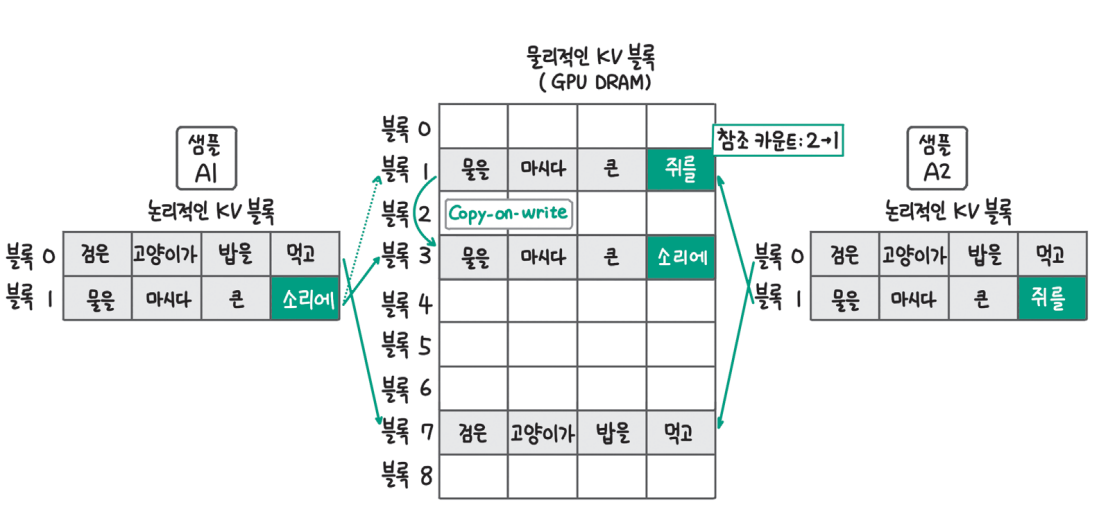 물리적인 KV 블록
( GPU DRAM)
샘플
A1
논리적인 KV 블록
블록 0 검은 고양이가 밥을 먹고
블록 1 물을 마시다 큰 소리에
블록 0
블록 1 물을 마시다 큰 쥐를
참조 카운트: 2→1
블록 2 Copy-on-write
블록 3 물을 마시다 큰 소리에
블록 4
블록 5
블록 6
블록 7 검은 고양이가 밥을 먹고
블록 8
샘플
A2
논리적인 KV 블록
블록 0 검은 고양이가 밥을 먹고
블록 1 물을 마시다 큰 쥐를